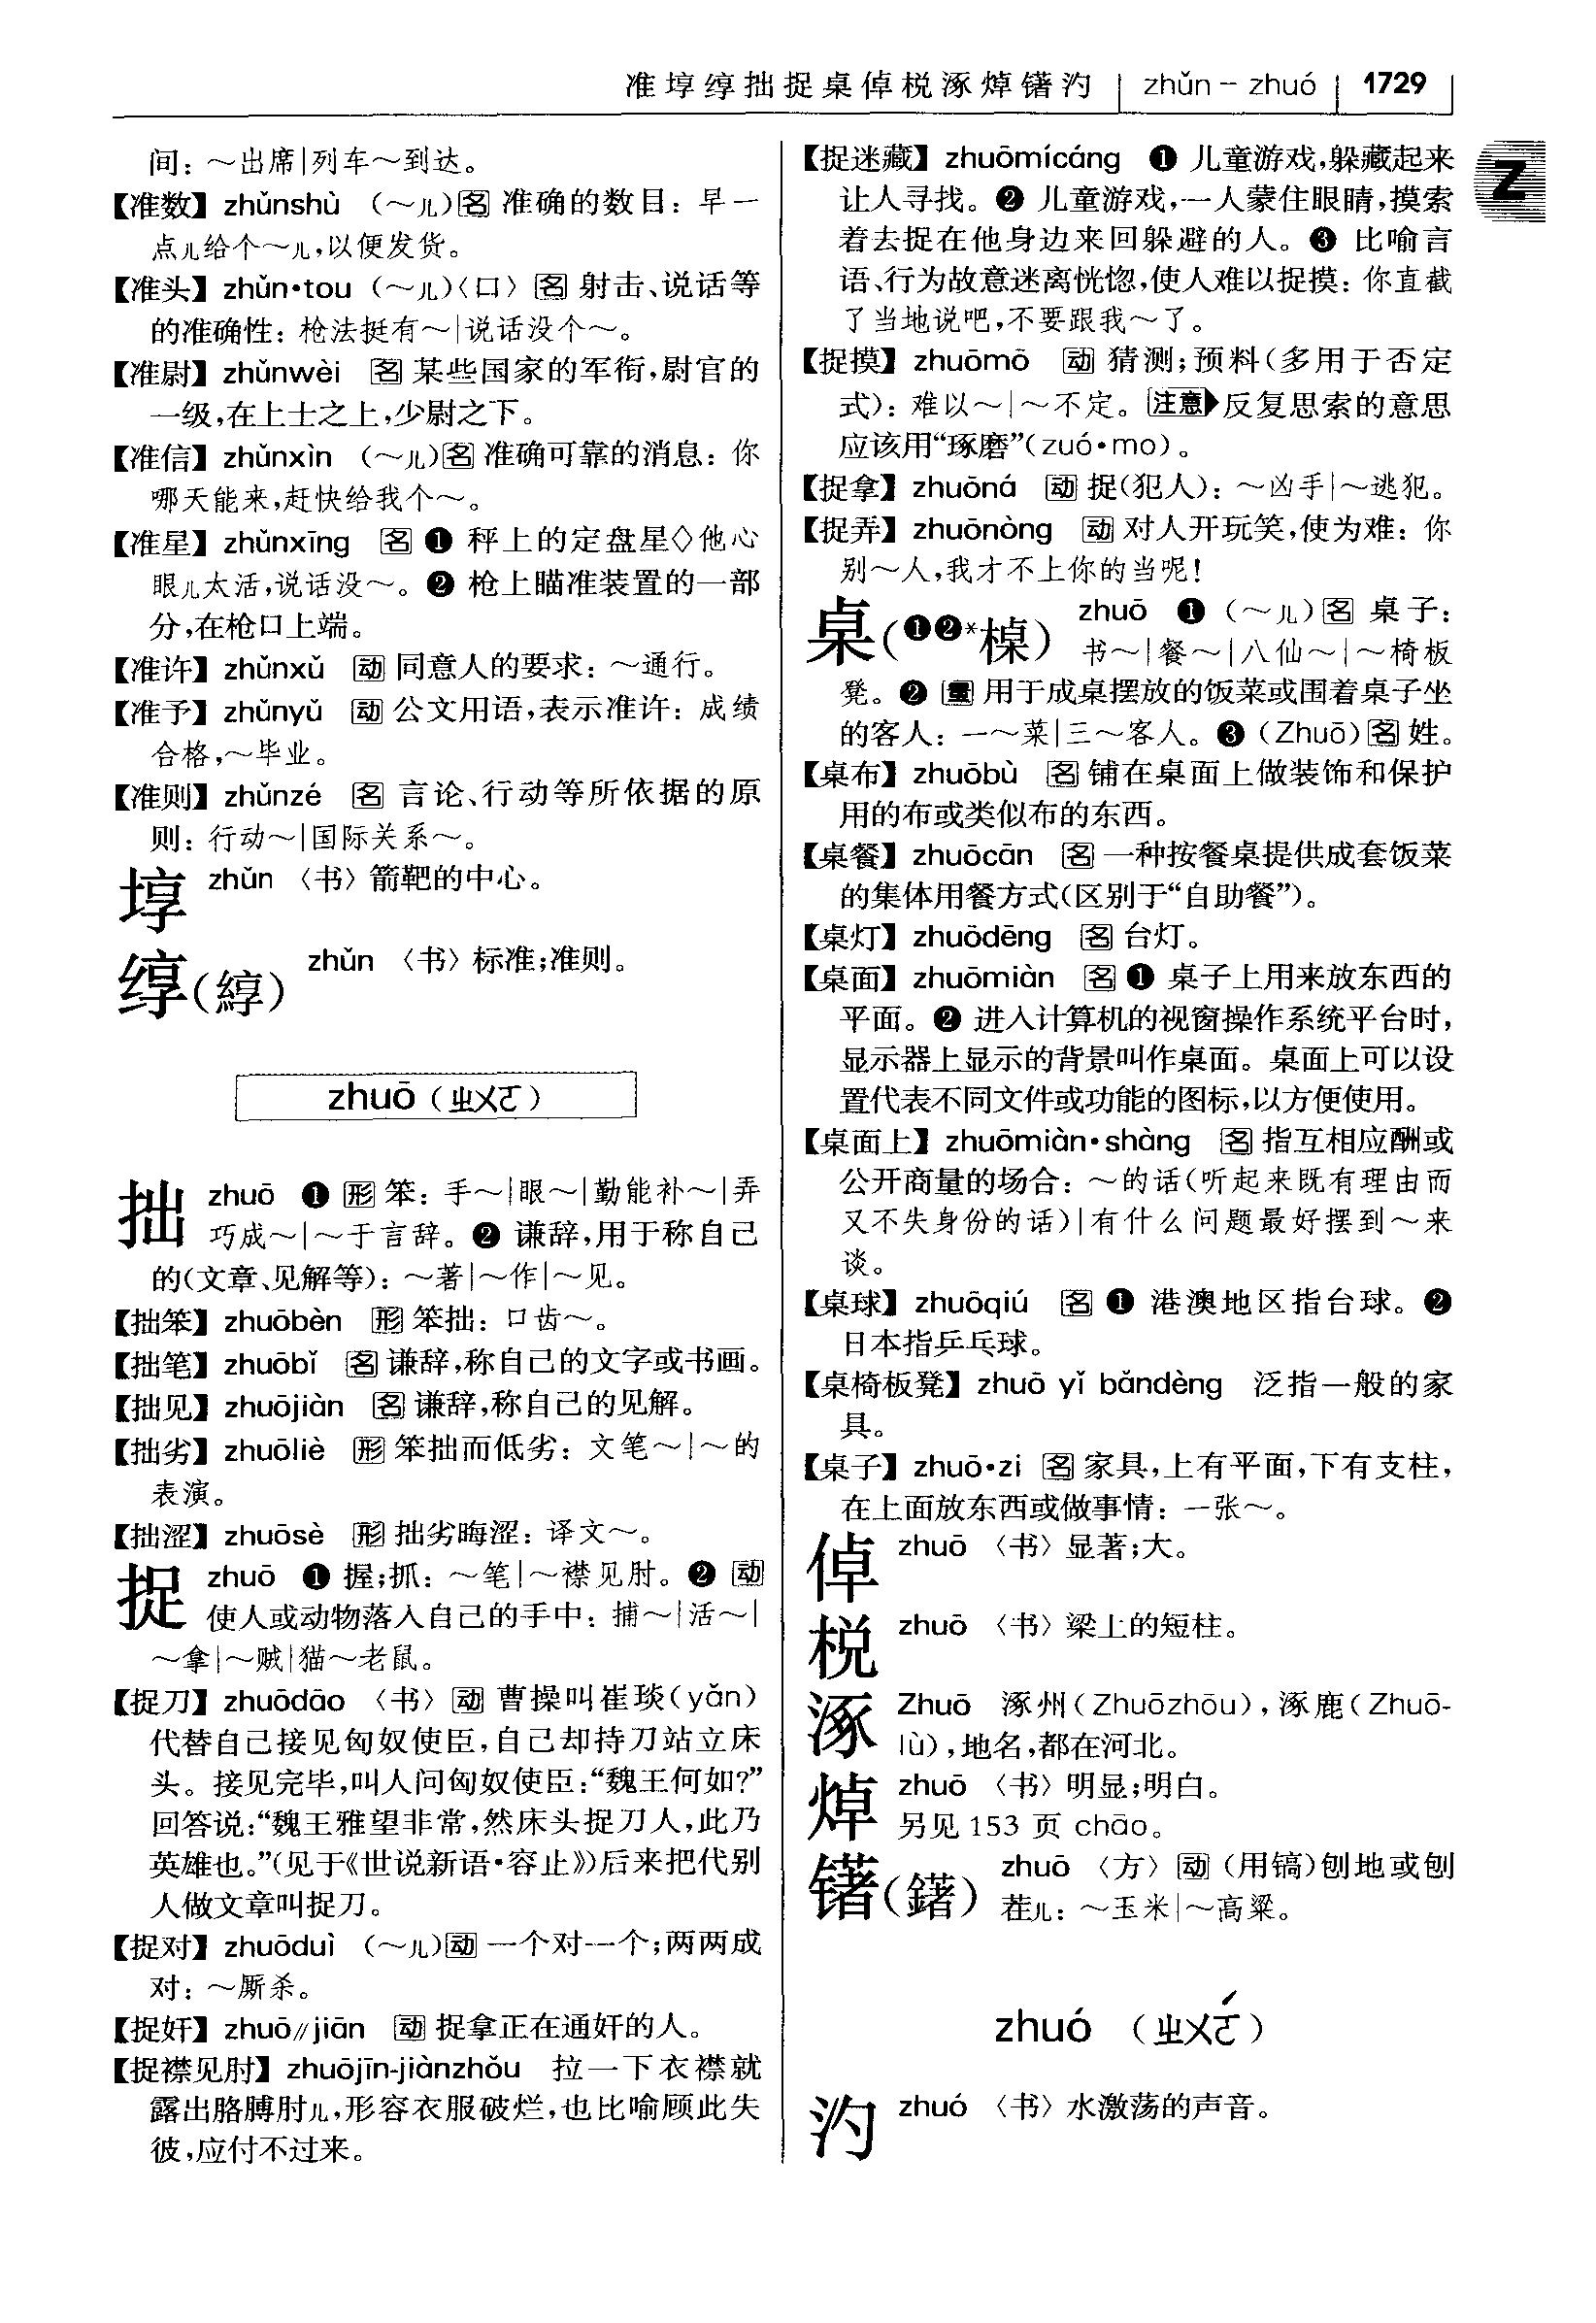 准埻𬘯拙捉桌倬棁涿焯䦃汋 zhǔn－zhuó 1729
间：～出席|列车～到达。
【准数】zhǔnshù （～儿）名 准确的数目：早一
点儿给个～儿，以便发货。
【准头】zhǔn•tou （～儿）〈口〉名 射击、说话等
的准确性：枪法挺有～|说话没个～。
【准尉】zhǔnwèi 名 某些国家的军衔，尉官的
一级，在上士之上，少尉之下。
【准信】zhǔnxìn （～儿）名 准确可靠的消息：你
哪天能来，赶快给我个～。
【准星】zhǔnxīng 名 ❶ 秤上的定盘星◇他心
眼儿太活，说话没～。❷ 枪上瞄准装置的一部
分，在枪口上端。
【准许】zhǔnxǔ 动 同意人的要求：～通行。
【准予】zhǔnyǔ 动 公文用语，表示准许：成绩
合格，～毕业。
【准则】zhǔnzé 名 言论、行动等所依据的原
则：行动～|国际关系～。
埻 zhǔn 〈书〉箭靶的中心。
𬘯（綧） zhǔn 〈书〉标准；准则。
zhuō（ㄓㄨㄛ）
拙 zhuō ❶ 形 笨：手～|眼～|勤能补～|弄
巧成～|～于言辞。❷ 谦辞，用于称自己
的（文章、见解等）：～著|～作|～见。
【拙笨】zhuōbèn 形 笨拙：口齿～。
【拙笔】zhuōbǐ 名 谦辞，称自己的文字或书画。
【拙见】zhuōjiàn 名 谦辞，称自己的见解。
【拙劣】zhuōliè 形 笨拙而低劣：文笔～|～的
表演。
【拙涩】zhuōsè 形 拙劣晦涩：译文～。
捉 zhuō ❶ 握；抓：～笔|～襟见肘。❷ 动
使人或动物落入自己的手中：捕～|活～|
～拿|～贼|猫～老鼠。
【捉刀】zhuōdāo 〈书〉动 曹操叫崔琰（yǎn）
代替自己接见匈奴使臣，自己却持刀站立床
头。接见完毕，叫人问匈奴使臣：“魏王何如？”
回答说：“魏王雅望非常，然床头捉刀人，此乃
英雄也。”（见于《世说新语•容止》）后来把代别
人做文章叫捉刀。
【捉对】zhuōduì （～儿）动 一个对一个；两两成
对：～厮杀。
【捉奸】zhuō∥jiān 动 捉拿正在通奸的人。
【捉襟见肘】zhuōjīn-jiànzhǒu 拉一下衣襟就
露出胳膊肘儿，形容衣服破烂，也比喻顾此失
彼，应付不过来。
【捉迷藏】zhuōmícáng ❶ 儿童游戏，躲藏起来
让人寻找。❷ 儿童游戏，一人蒙住眼睛，摸索
着去捉在他身边来回躲避的人。❸ 比喻言
语、行为故意迷离恍惚，使人难以捉摸：你直截
了当地说吧，不要跟我～了。
【捉摸】zhuōmō 动 猜测；预料（多用于否定
式）：难以～|～不定。注意▶反复思索的意思
应该用“琢磨”（zuó•mo）。
【捉拿】zhuōná 动 捉（犯人）：～凶手|～逃犯。
【捉弄】zhuōnòng 动 对人开玩笑，使为难：你
别～人，我才不上你的当呢！
桌（❶❷*槕） zhuō ❶ （～儿）名 桌子：
书～|餐～|八仙～|～椅板
凳。❷ 量 用于成桌摆放的饭菜或围着桌子坐
的客人：一～菜|三～客人。❸（Zhuō）名 姓。
【桌布】zhuōbù 名 铺在桌面上做装饰和保护
用的布或类似布的东西。
【桌餐】zhuōcān 名 一种按餐桌提供成套饭菜
的集体用餐方式（区别于“自助餐”）。
【桌灯】zhuōdēng 名 台灯。
【桌面】zhuōmiàn 名 ❶ 桌子上用来放东西的
平面。❷ 进入计算机的视窗操作系统平台时，
显示器上显示的背景叫作桌面。桌面上可以设
置代表不同文件或功能的图标，以方便使用。
【桌面上】zhuōmiàn•shàng 名 指互相应酬或
公开商量的场合：～的话（听起来既有理由而
又不失身份的话）|有什么问题最好摆到～来
谈。
【桌球】zhuōqiú 名 ❶ 港澳地区指台球。❷
日本指乒乓球。
【桌椅板凳】zhuō yǐ bǎndèng 泛指一般的家
具。
【桌子】zhuō•zi 名 家具，上有平面，下有支柱，
在上面放东西或做事情：一张～。
倬 zhuō 〈书〉显著；大。
棁 zhuō 〈书〉梁上的短柱。
涿 Zhuō 涿州（Zhuōzhōu），涿鹿（Zhuō-
lù），地名，都在河北。
焯 zhuō 〈书〉明显；明白。
另见 153 页 chāo。
䦃（鐯） zhuō 〈方〉动 （用镐）刨地或刨
茬儿：～玉米|～高粱。
zhuó （ㄓㄨㄛˊ）
汋 zhuó 〈书〉水激荡的声音。
Z